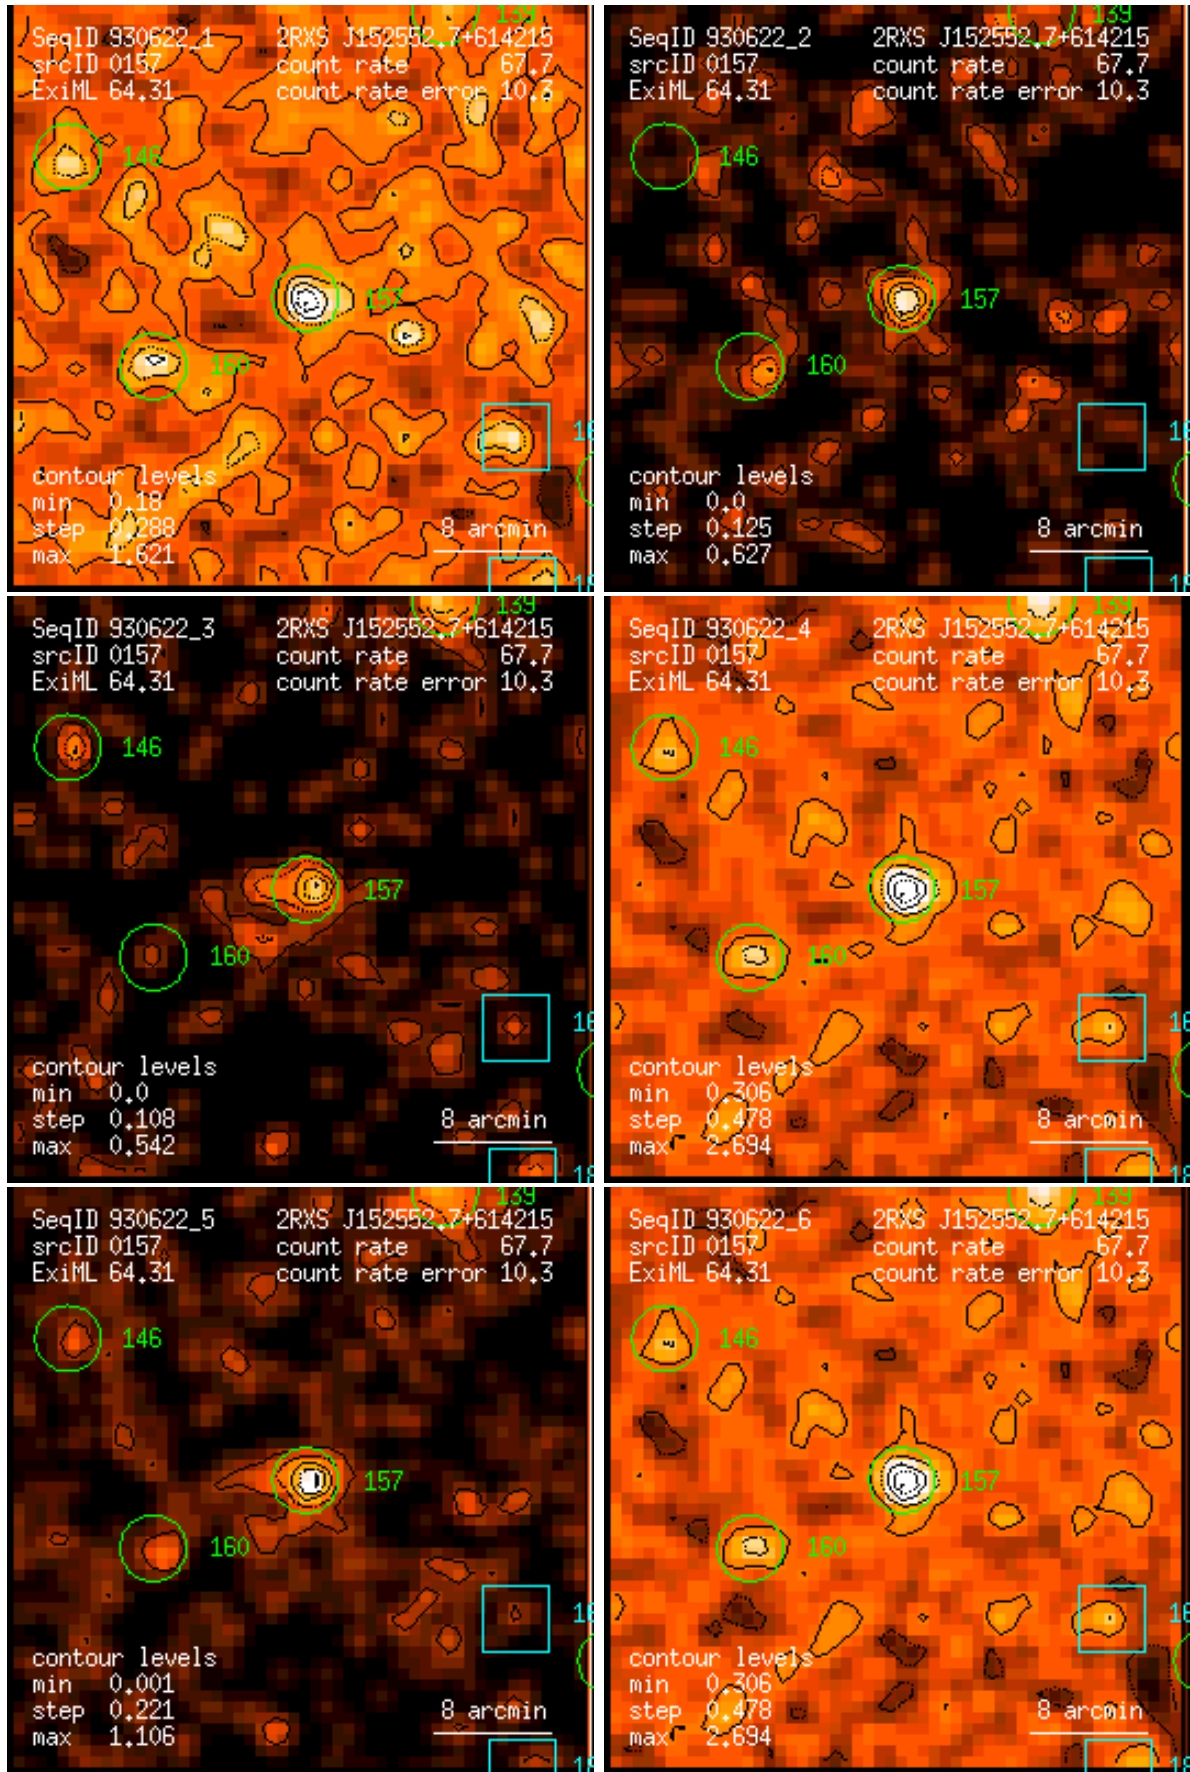 139
SeqID 930622_1 2RXS J152552.7+614215
srcID 0157 count rate 67.7
ExiML 64.31 count rate error 10.3
146
157
160
contour levels
min 0.18
step 0.288 8 arcmin
max 1.621
139
SeqID 930622_2 2RXS J152552.7+614215
srcID 0157 count rate 67.7
ExiML 64.31 count rate error 10.3
146
157
160
contour levels
min 0.0
step 0.125 8 arcmin
max 0.627
139
SeqID 930622_3 2RXS J152552.7+614215
srcID 0157 count rate 67.7
ExiML 64.31 count rate error 10.3
146
157
160
contour levels
min 0.0
step 0.108 8 arcmin
max 0.542
139
SeqID 930622_4 2RXS J152552.7+614215
srcID 0157 count rate 67.7
ExiML 64.31 count rate error 10.3
146
157
160
contour levels
min 0.306
step 0.478 8 arcmin
max 2.694
139
SeqID 930622_5 2RXS J152552.7+614215
srcID 0157 count rate 67.7
ExiML 64.31 count rate error 10.3
146
157
160
contour levels
min 0.001
step 0.221 8 arcmin
max 1.106
139
SeqID 930622_6 2RXS J152552.7+614215
srcID 0157 count rate 67.7
ExiML 64.31 count rate error 10.3
146
157
160
contour levels
min 0.306
step 0.478 8 arcmin
max 2.694